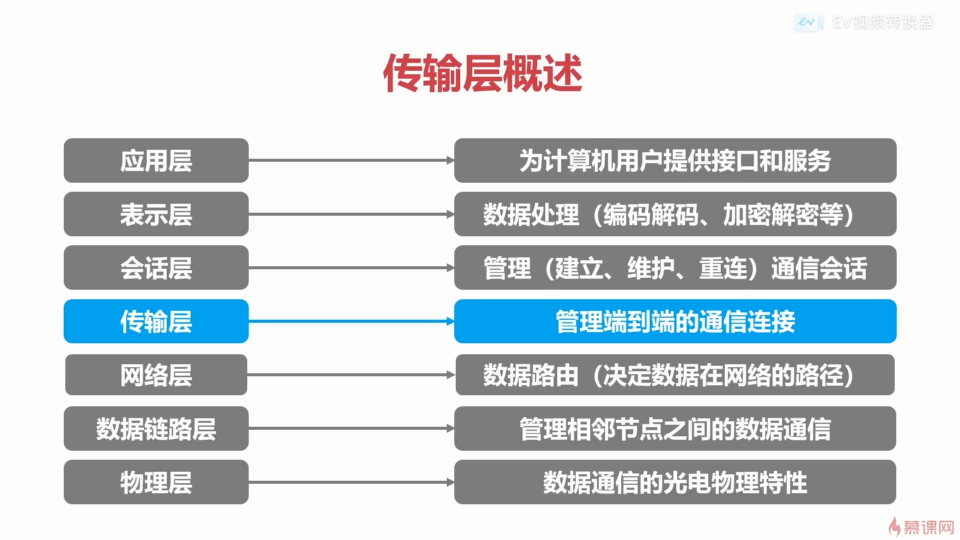 EV视频转换器
传输层概述
应用层
为计算机用户提供接口和服务
表示层
数据处理（编码解码、加密解密等）
会话层
管理（建立、维护、重连）通信会话
传输层
管理端到端的通信连接
网络层
数据路由（决定数据在网络的路径）
数据链路层
管理相邻节点之间的数据通信
物理层
数据通信的光电物理特性
慕课网